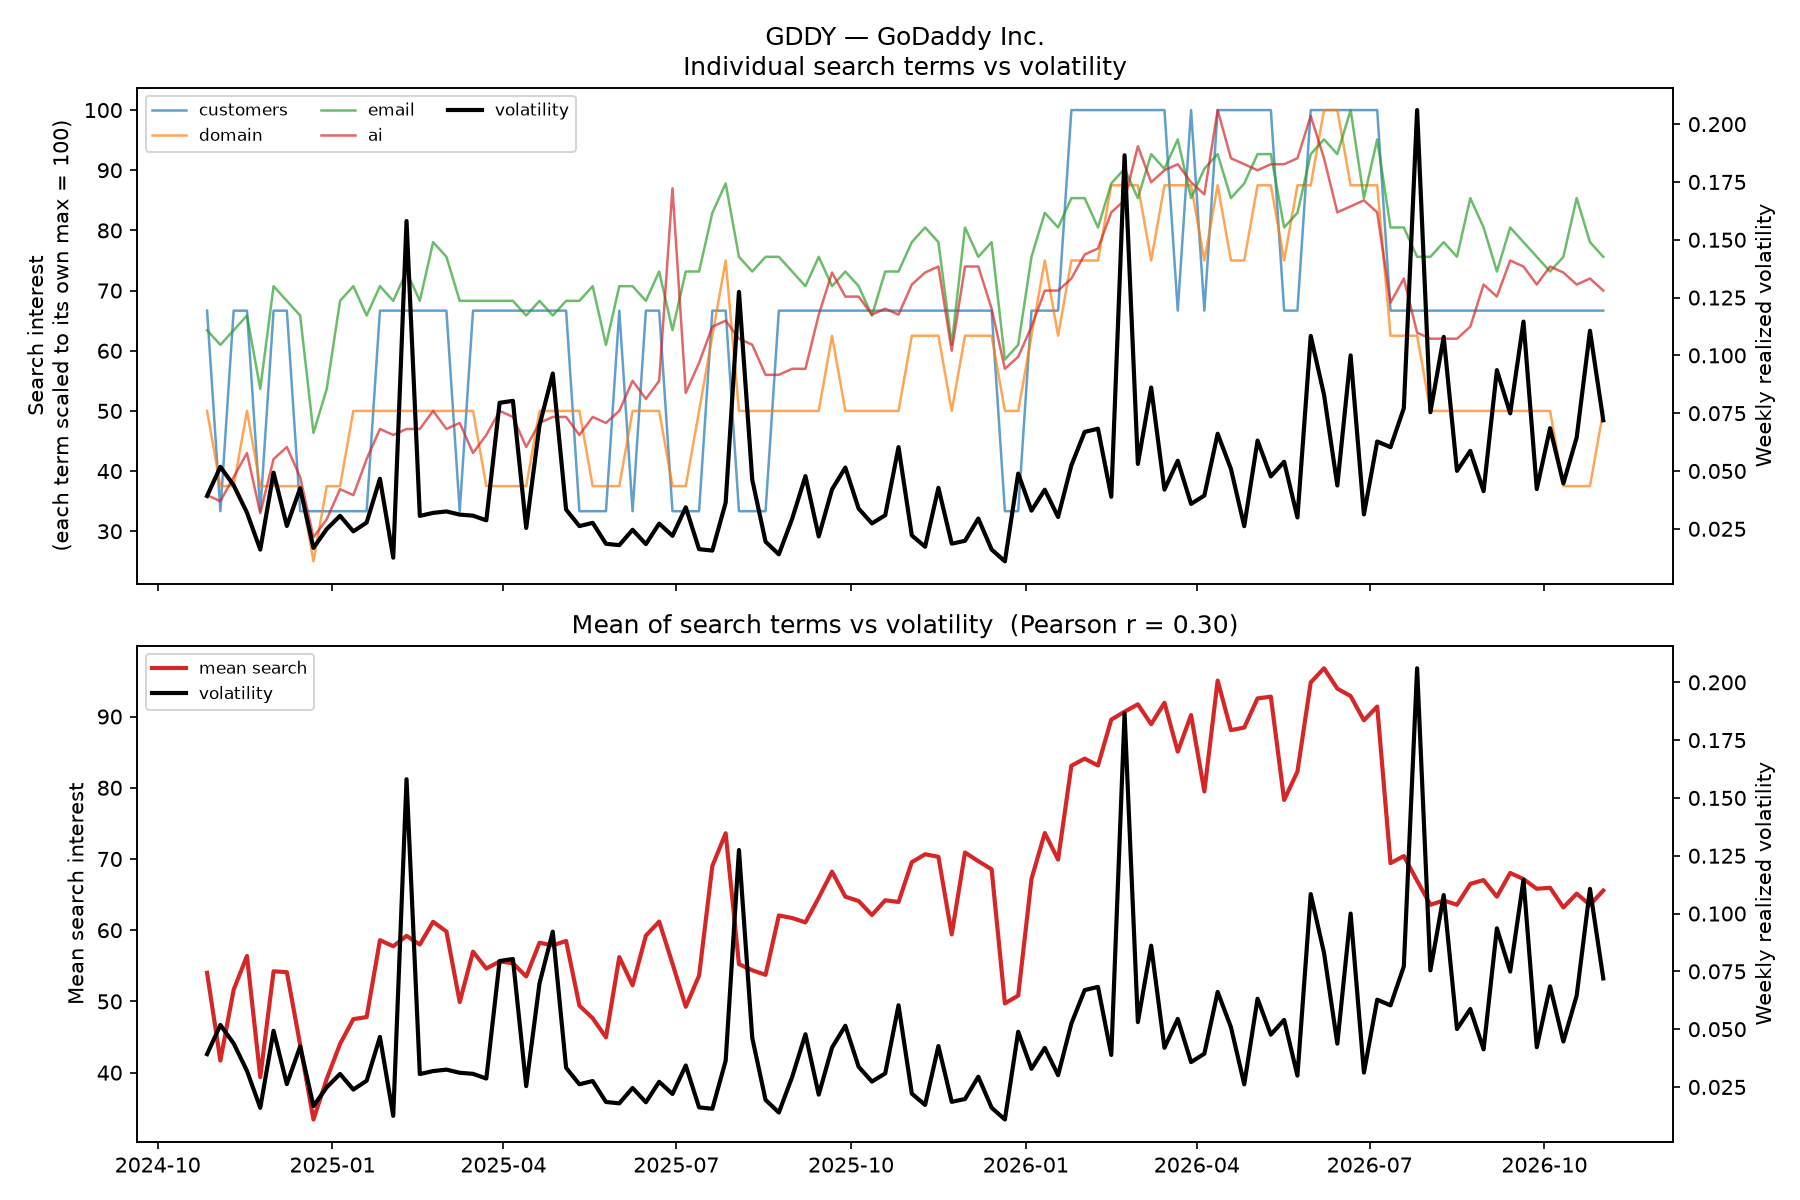 GDDY — GoDaddy Inc.
Individual search terms vs volatility
customers
domain
email
ai
volatility
Search interest
(each term scaled to its own max = 100)
100
90
80
70
60
50
40
30
0.200
0.175
0.150
0.125
0.100
0.075
0.050
0.025
Weekly realized volatility
Mean of search terms vs volatility (Pearson r = 0.30)
mean search
volatility
Mean search interest
90
80
70
60
50
40
0.200
0.175
0.150
0.125
0.100
0.075
0.050
0.025
Weekly realized volatility
2024-10
2025-01
2025-04
2025-07
2025-10
2026-01
2026-04
2026-07
2026-10